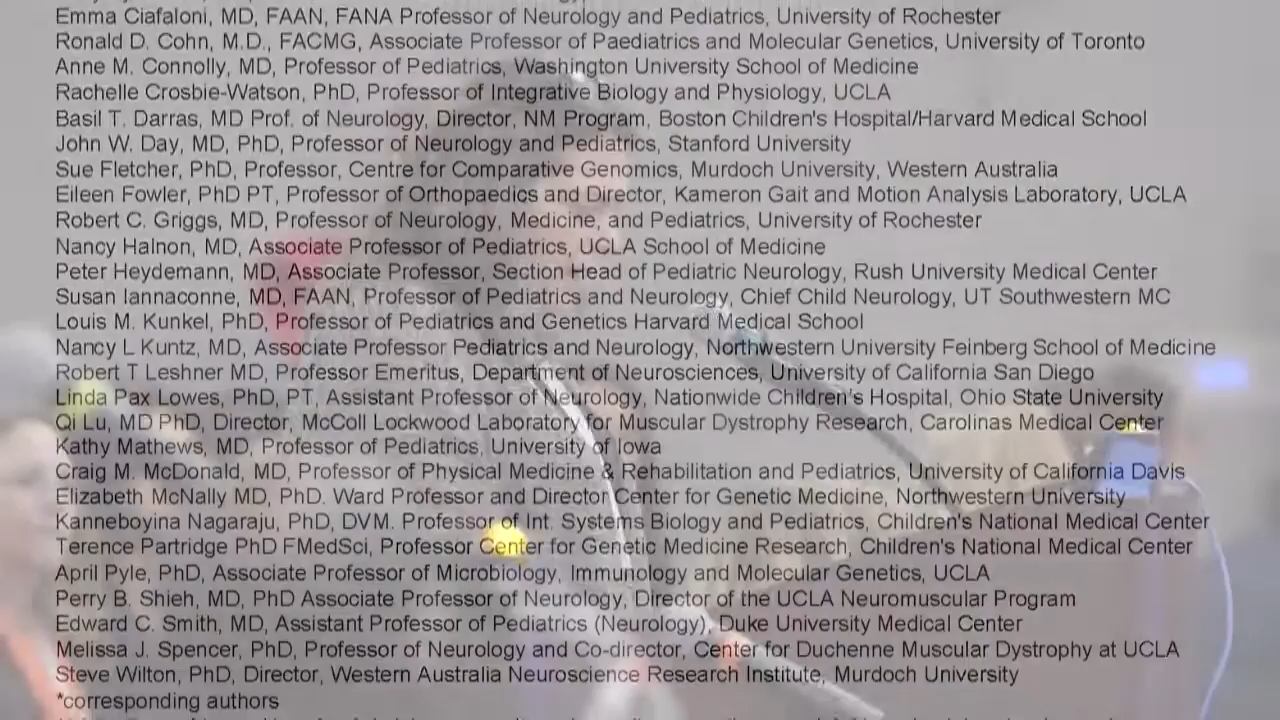 Emma Ciafaloni, MD, FAAN, FANA Professor of Neurology and Pediatrics, University of Rochester
Ronald D. Cohn, M.D., FACMG, Associate Professor of Paediatrics and Molecular Genetics, University of Toronto
Anne M. Connolly, MD, Professor of Pediatrics, Washington University School of Medicine
Rachelle Crosbie-Watson, PhD, Professor of Integrative Biology and Physiology, UCLA
Basil T. Darras, MD Prof. of Neurology, Director, NM Program, Boston Children's Hospital/Harvard Medical School
John W. Day, MD, PhD, Professor of Neurology and Pediatrics, Stanford University
Sue Fletcher, PhD, Professor, Centre for Comparative Genomics, Murdoch University, Western Australia
Eileen Fowler, PhD PT, Professor of Orthopaedics and Director, Kameron Gait and Motion Analysis Laboratory, UCLA
Robert C. Griggs, MD, Professor of Neurology, Medicine, and Pediatrics, University of Rochester
Nancy Halnon, MD, Associate Professor of Pediatrics, UCLA School of Medicine
Peter Heydemann, MD, Associate Professor, Section Head of Pediatric Neurology, Rush University Medical Center
Susan Iannaconne, MD, FAAN, Professor of Pediatrics and Neurology, Chief Child Neurology, UT Southwestern MC
Louis M. Kunkel, PhD, Professor of Pediatrics and Genetics Harvard Medical School
Nancy L Kuntz, MD, Associate Professor Pediatrics and Neurology, Northwestern University Feinberg School of Medicine
Robert T Leshner MD, Professor Emeritus, Department of Neurosciences, University of California San Diego
Linda Pax Lowes, PhD, PT, Assistant Professor of Neurology, Nationwide Children's Hospital, Ohio State University
Qi Lu, MD PhD, Director, McColl Lockwood Laboratory for Muscular Dystrophy Research, Carolinas Medical Center
Kathy Mathews, MD, Professor of Pediatrics, University of Iowa
Craig M. McDonald, MD, Professor of Physical Medicine & Rehabilitation and Pediatrics, University of California Davis
Elizabeth McNally MD, PhD. Ward Professor and Director Center for Genetic Medicine, Northwestern University
Kanneboyina Nagaraju, PhD, DVM. Professor of Int. Systems Biology and Pediatrics, Children's National Medical Center
Terence Partridge PhD FMedSci, Professor Center for Genetic Medicine Research, Children's National Medical Center
April Pyle, PhD, Associate Professor of Microbiology, Immunology and Molecular Genetics, UCLA
Perry B. Shieh, MD, PhD Associate Professor of Neurology, Director of the UCLA Neuromuscular Program
Edward C. Smith, MD, Assistant Professor of Pediatrics (Neurology), Duke University Medical Center
Melissa J. Spencer, PhD, Professor of Neurology and Co-director, Center for Duchenne Muscular Dystrophy at UCLA
Steve Wilton, PhD, Director, Western Australia Neuroscience Research Institute, Murdoch University
*corresponding authors